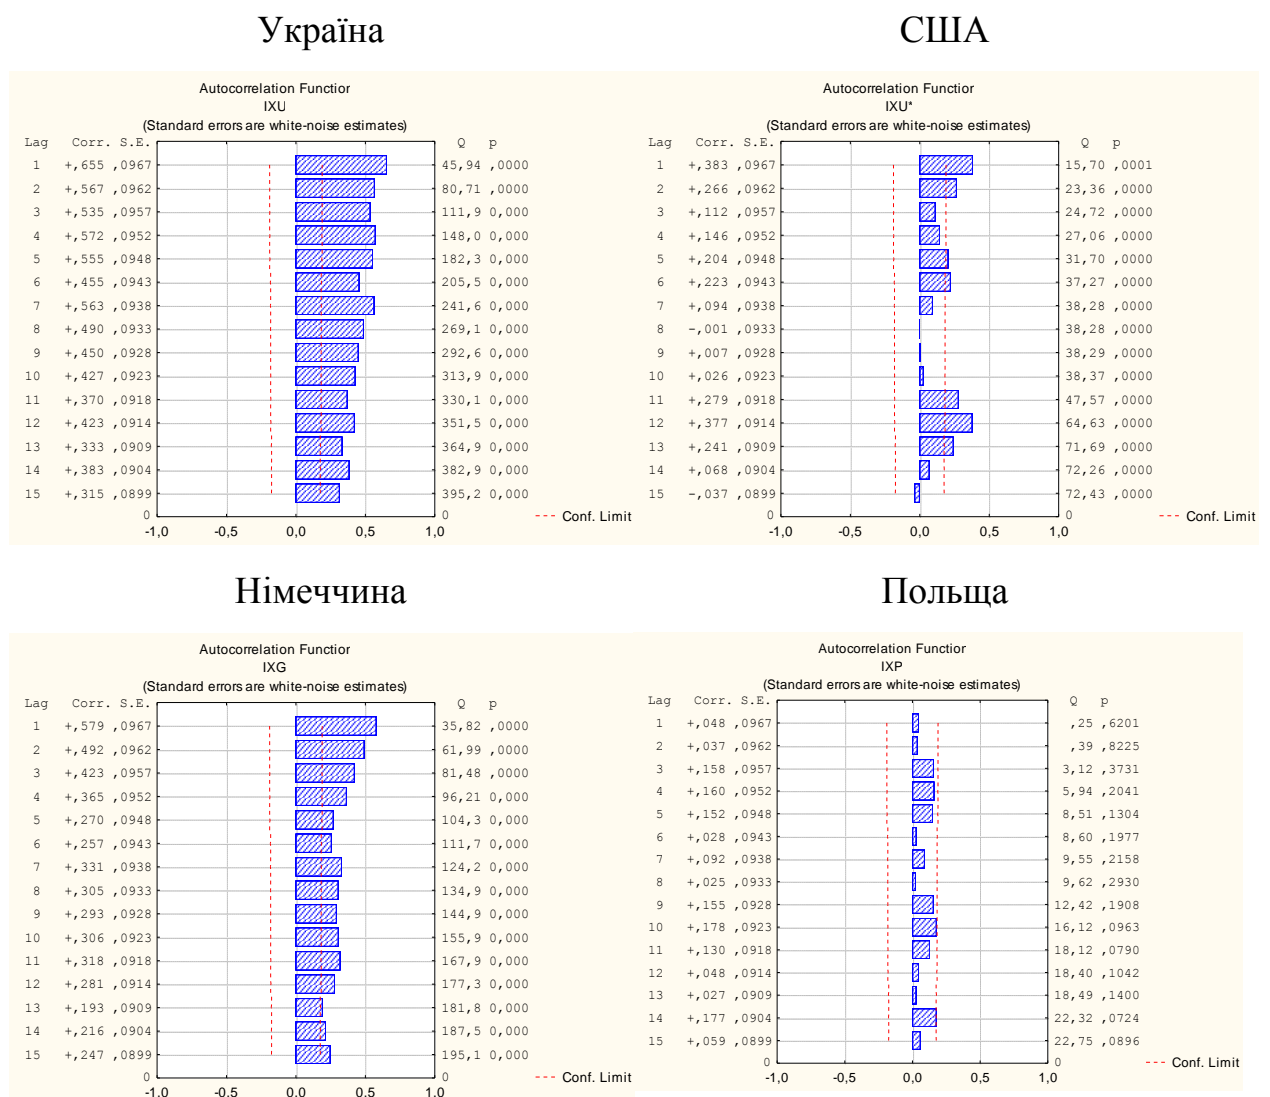 Україна
Autocorrelation Functior
IXU
(Standard errors are white-noise estimates)
Lag Corr. S.E. Q p
1 +,655 ,0967 45,94 ,0000
2 +,567 ,0962 80,71 ,0000
3 +,535 ,0957 111,9 0,000
4 +,572 ,0952 148,0 0,000
5 +,555 ,0948 182,3 0,000
6 +,455 ,0943 205,5 0,000
7 +,563 ,0938 241,6 0,000
8 +,490 ,0933 269,1 0,000
9 +,450 ,0928 292,6 0,000
10 +,427 ,0923 313,9 0,000
11 +,370 ,0918 330,1 0,000
12 +,423 ,0914 351,5 0,000
13 +,333 ,0909 364,9 0,000
14 +,383 ,0904 382,9 0,000
15 +,315 ,0899 395,2 0,000
0 0
-1,0 -0,5 0,0 0,5 1,0
Conf. Limit
США
Autocorrelation Functior
IXU*
(Standard errors are white-noise estimates)
Lag Corr. S.E. Q p
1 +,383 ,0967 15,70 ,0001
2 +,266 ,0962 23,36 ,0000
3 +,112 ,0957 24,72 ,0000
4 +,146 ,0952 27,06 ,0000
5 +,204 ,0948 31,70 ,0000
6 +,223 ,0943 37,27 ,0000
7 +,094 ,0938 38,28 ,0000
8 -,001 ,0933 38,28 ,0000
9 +,007 ,0928 38,29 ,0000
10 +,026 ,0923 38,37 ,0000
11 +,279 ,0918 47,57 ,0000
12 +,377 ,0914 64,63 ,0000
13 +,241 ,0909 71,69 ,0000
14 +,068 ,0904 72,26 ,0000
15 -,037 ,0899 72,43 ,0000
0 0
-1,0 -0,5 0,0 0,5 1,0
Conf. Limit
Німеччина
Autocorrelation Functior
IXG
(Standard errors are white-noise estimates)
Lag Corr. S.E. Q p
1 +,579 ,0967 35,82 ,0000
2 +,492 ,0962 61,99 ,0000
3 +,423 ,0957 81,48 ,0000
4 +,365 ,0952 96,21 0,000
5 +,270 ,0948 104,3 0,000
6 +,257 ,0943 111,7 0,000
7 +,331 ,0938 124,2 0,000
8 +,305 ,0933 134,9 0,000
9 +,293 ,0928 144,9 0,000
10 +,306 ,0923 155,9 0,000
11 +,318 ,0918 167,9 0,000
12 +,281 ,0914 177,3 0,000
13 +,193 ,0909 181,8 0,000
14 +,216 ,0904 187,5 0,000
15 +,247 ,0899 195,1 0,000
0 0
-1,0 -0,5 0,0 0,5 1,0
Conf. Limit
Польща
Autocorrelation Functior
IXP
(Standard errors are white-noise estimates)
Lag Corr. S.E. Q p
1 +,048 ,0967 ,25 ,6201
2 +,037 ,0962 ,39 ,8225
3 +,158 ,0957 3,12 ,3731
4 +,160 ,0952 5,94 ,2041
5 +,152 ,0948 8,51 ,1304
6 +,028 ,0943 8,60 ,1977
7 +,092 ,0938 9,55 ,2158
8 +,025 ,0933 9,62 ,2930
9 +,155 ,0928 12,42 ,1908
10 +,178 ,0923 16,12 ,0963
11 +,130 ,0918 18,12 ,0790
12 +,048 ,0914 18,40 ,1042
13 +,027 ,0909 18,49 ,1400
14 +,177 ,0904 22,32 ,0724
15 +,059 ,0899 22,75 ,0896
0 0
-1,0 -0,5 0,0 0,5 1,0
Conf. Limit